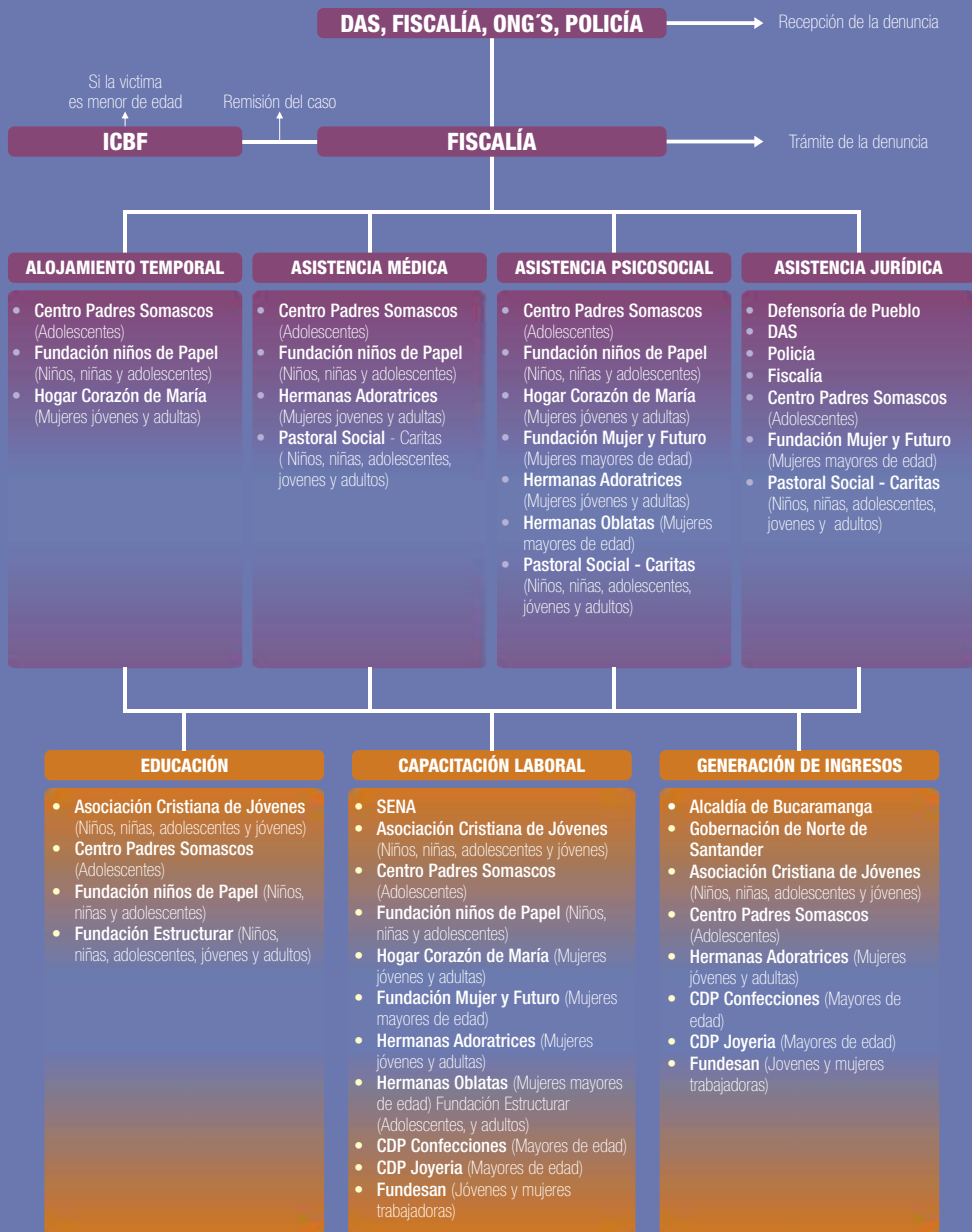 DAS, FISCALÍA, ONG´S, POLICÍA
Recepción de la denuncia
Si la victima
es menor de edad
Remisión del caso
ICBF
FISCALÍA
Trámite de la denuncia
ALOJAMIENTO TEMPORAL
• Centro Padres Somascos
(Adolescentes)
• Fundación niños de Papel
(Niños, niñas y adolescentes)
• Hogar Corazón de María
(Mujeres jóvenes y adultas)
ASISTENCIA MÉDICA
• Centro Padres Somascos
(Adolescentes)
• Fundación niños de Papel
(Niños, niñas y adolescentes)
• Hermanas Adoratrices
(Mujeres jovenes y adultas)
• Pastoral Social - Caritas
( Niños, niñas, adolescentes,
jovenes y adultos)
ASISTENCIA PSICOSOCIAL
• Centro Padres Somascos
(Adolescentes)
• Fundación niños de Papel
(Niños, niñas y adolescentes)
• Hogar Corazón de María
(Mujeres jóvenes y adultas)
• Fundación Mujer y Futuro
(Mujeres mayores de edad)
• Hermanas Adoratrices
(Mujeres jóvenes y adultas)
• Hermanas Oblatas (Mujeres
mayores de edad)
• Pastoral Social - Caritas
(Niños, niñas, adolescentes,
jóvenes y adultos)
ASISTENCIA JURÍDICA
• Defensoría de Pueblo
• DAS
• Policía
• Fiscalía
• Centro Padres Somascos
(Adolescentes)
• Fundación Mujer y Futuro
(Mujeres mayores de edad)
• Pastoral Social - Caritas
(Niños, niñas, adolescentes,
jovenes y adultos)
EDUCACIÓN
• Asociación Cristiana de Jóvenes
(Niños, niñas, adolescentes y jóvenes)
• Centro Padres Somascos
(Adolescentes)
• Fundación niños de Papel (Niños,
niñas y adolescentes)
• Fundación Estructurar (Niños,
niñas, adolescentes, jóvenes y adultos)
CAPACITACIÓN LABORAL
• SENA
• Asociación Cristiana de Jóvenes
(Niños, niñas, adolescentes y jóvenes)
• Centro Padres Somascos
(Adolescentes)
• Fundación niños de Papel (Niños,
niñas y adolescentes)
• Hogar Corazón de María (Mujeres
jóvenes y adultas)
• Fundación Mujer y Futuro (Mujeres
mayores de edad)
• Hermanas Adoratrices (Mujeres
jóvenes y adultas)
• Hermanas Oblatas (Mujeres mayores
de edad) Fundación Estructurar
(Adolescentes, y adultos)
• CDP Confecciones (Mayores de edad)
• CDP Joyeria (Mayores de edad)
• Fundesan (Jóvenes y mujeres
trabajadoras)
GENERACIÓN DE INGRESOS
• Alcaldía de Bucaramanga
• Gobernación de Norte de
Santander
• Asociación Cristiana de Jóvenes
(Niños, niñas, adolescentes y jóvenes)
• Centro Padres Somascos
(Adolescentes)
• Hermanas Adoratrices (Mujeres
jóvenes y adultas)
• CDP Confecciones (Mayores de
edad)
• CDP Joyeria (Mayores de edad)
• Fundesan (Jovenes y mujeres
trabajadoras)